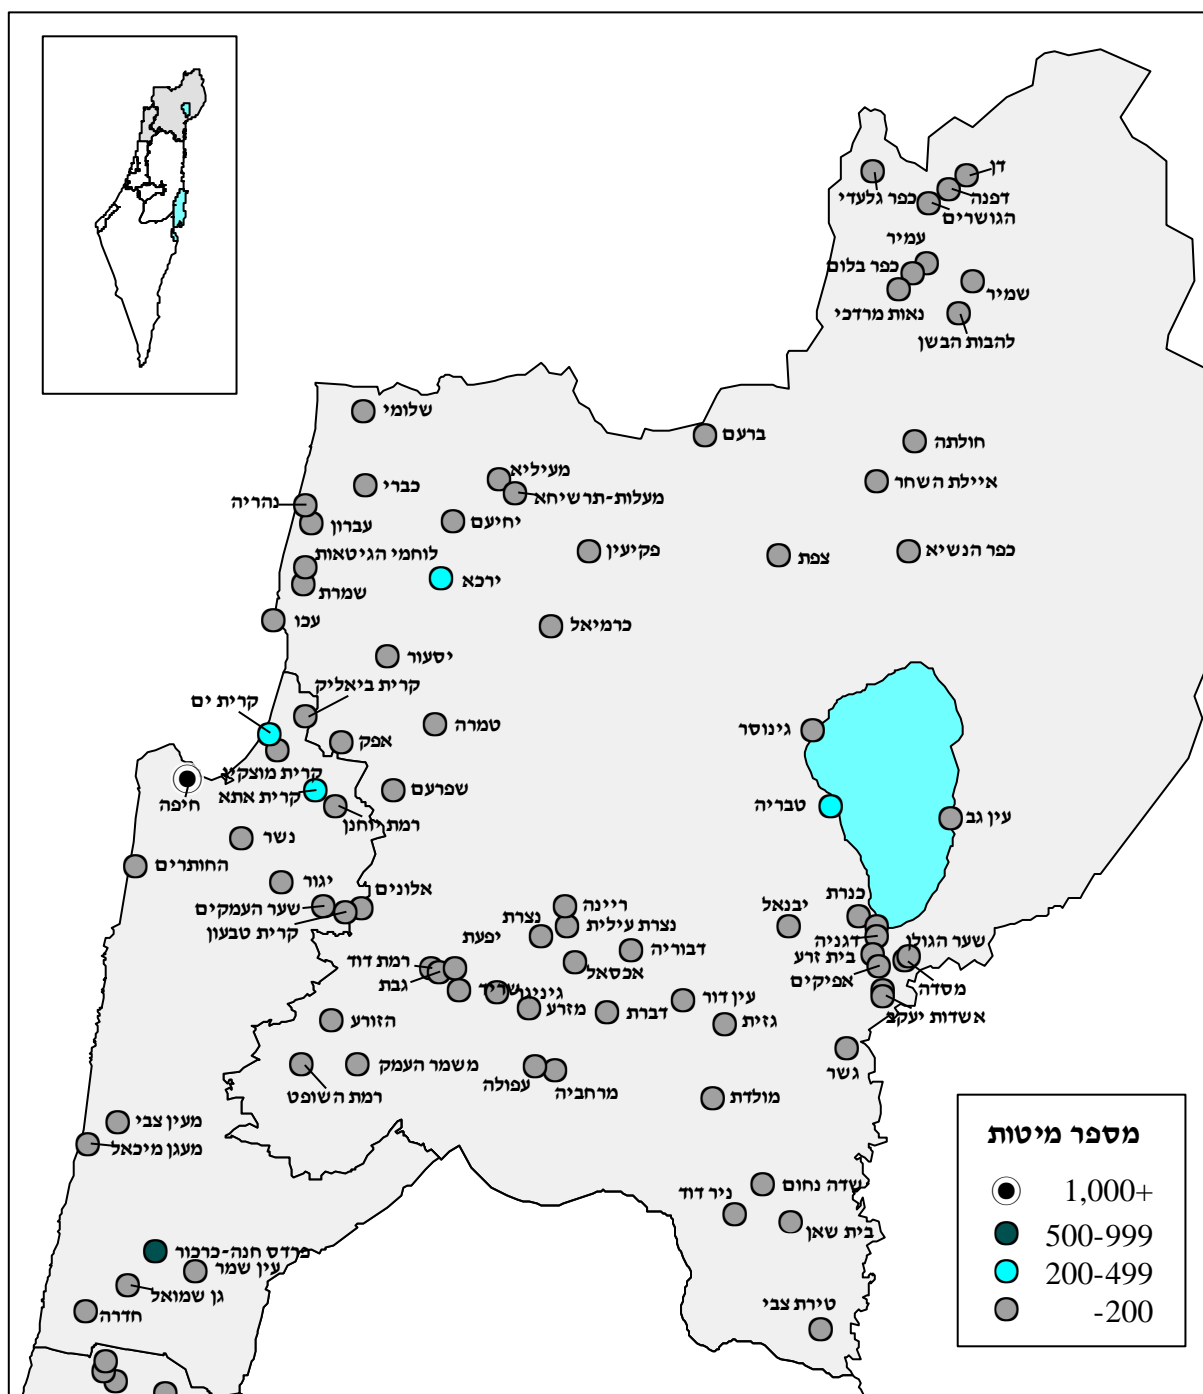 דן
דפנה
כפר גלעדי
הגושרים
עמיר
כפר בלום
שמיר
נאות מרדכי
להבות הבשן
שלומי
ברעם
חולתה
מעיליא
איילת השחר
כברי
מעלות-תרשיחא
נהריה
יחיעם
עברון
לוחמי הגיטאות
פקיעין
צפת
כפר הנשיא
ירכא
שמרת
עכו
כרמיאל
יסעור
קרית ביאליק
קרית ים
טמרה
גינוסר
אפק
קרית מוצקין
קרית אתא
שפרעם
חיפה
טבריה
רמת יוחנן
עין גב
נשר
החותרים
יגור
אלונים
כנרת
יבנאל
ריינה
שער העמקים
נצרת
נצרת עילית
קרית טבעון
יפעת
דגניה
שער הגולן
דבוריה
בית זרע
רמת דוד
אכסאל
אפיקים
גבת
מסדה
שריד
גיניגר
עין דור
מזרע
דברת
אשדות יעקב
הזורע
גזית
גשר
משמר העמק
עפולה
מרחביה
רמת השופט
מולדת
מעין צבי
מעגן מיכאל
שדה נחום
ניר דוד
בית שאן
פרדס חנה-כרכור
עין שמר
גן שמואל
חדרה
טירת צבי
מספר מיטות
1,000+
500-999
200-499
-200